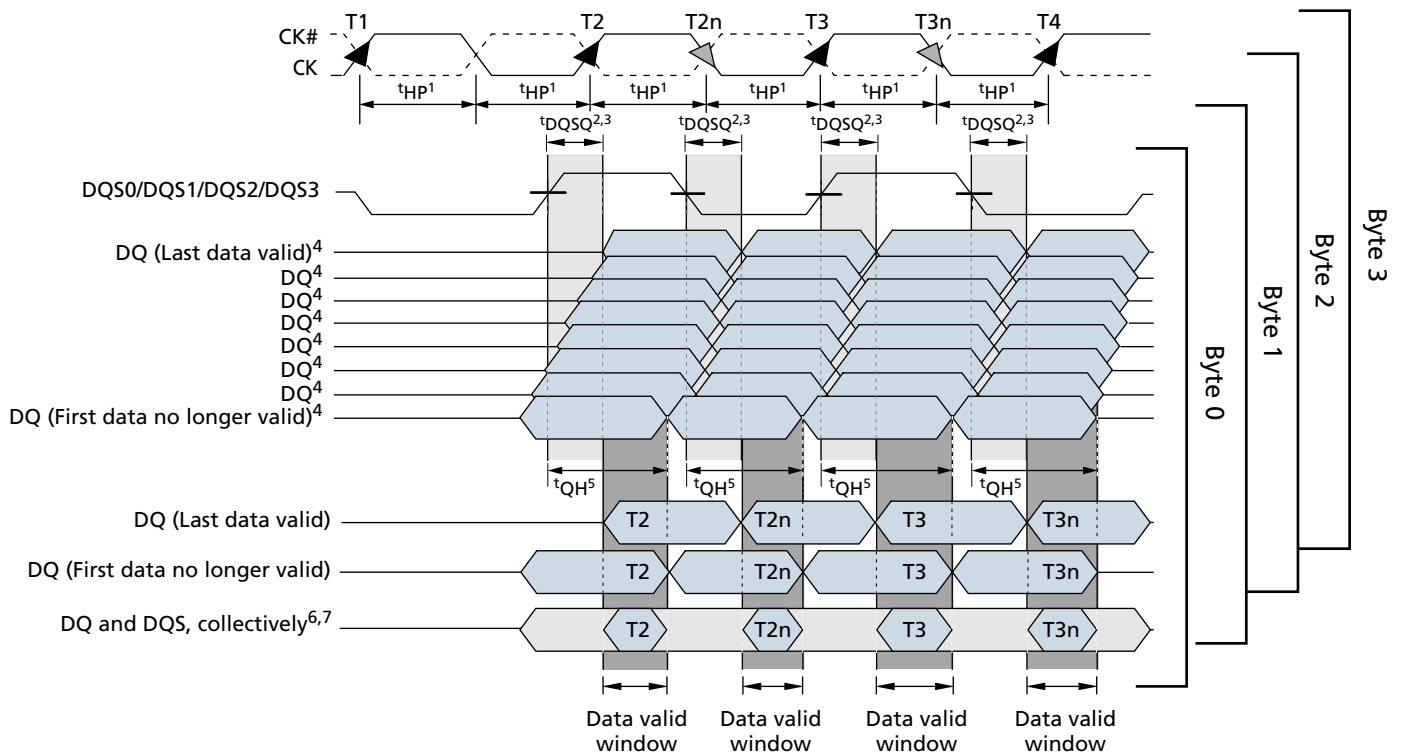 T1 T2 T2n T3 T3n T4
CK#
CK
tHP1 tHP1 tHP1 tHP1 tHP1 tHP1
tDQSQ2,3 tDQSQ2,3 tDQSQ2,3 tDQSQ2,3
DQS0/DQS1/DQS2/DQS3
DQ (Last data valid)4
DQ4
DQ4
DQ4
DQ4
DQ4
DQ4
DQ (First data no longer valid)4
tQH5 tQH5 tQH5 tQH5
DQ (Last data valid) T2 T2n T3 T3n
DQ (First data no longer valid) T2 T2n T3 T3n
DQ and DQS, collectively6,7 T2 T2n T3 T3n
Data valid window
Data valid window
Data valid window
Data valid window
Byte 0
Byte 1
Byte 2
Byte 3